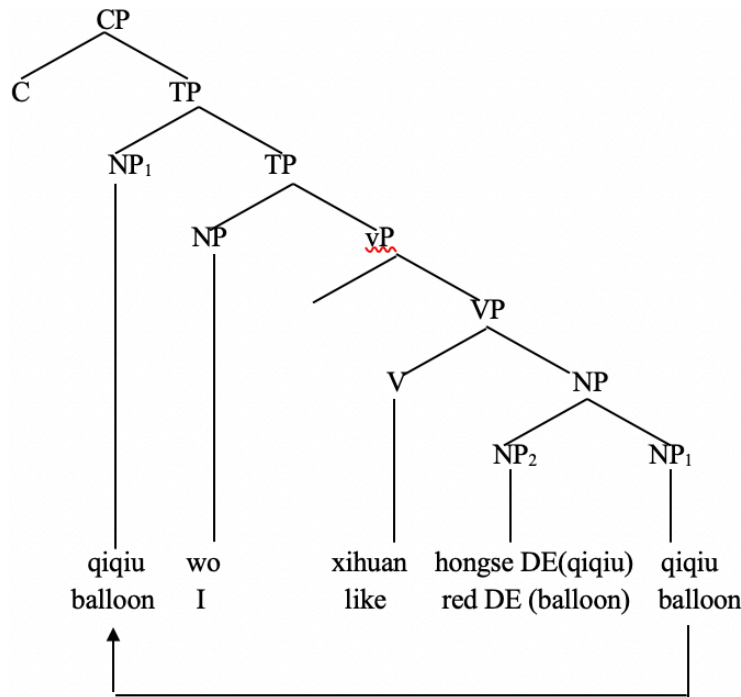 CP
C TP
NP₁ TP
NP vP
VP
V NP
NP₂ NP₁
qiqiu wo xihuan hongse DE(qiqiu) qiqiu
balloon I like red DE (balloon) balloon